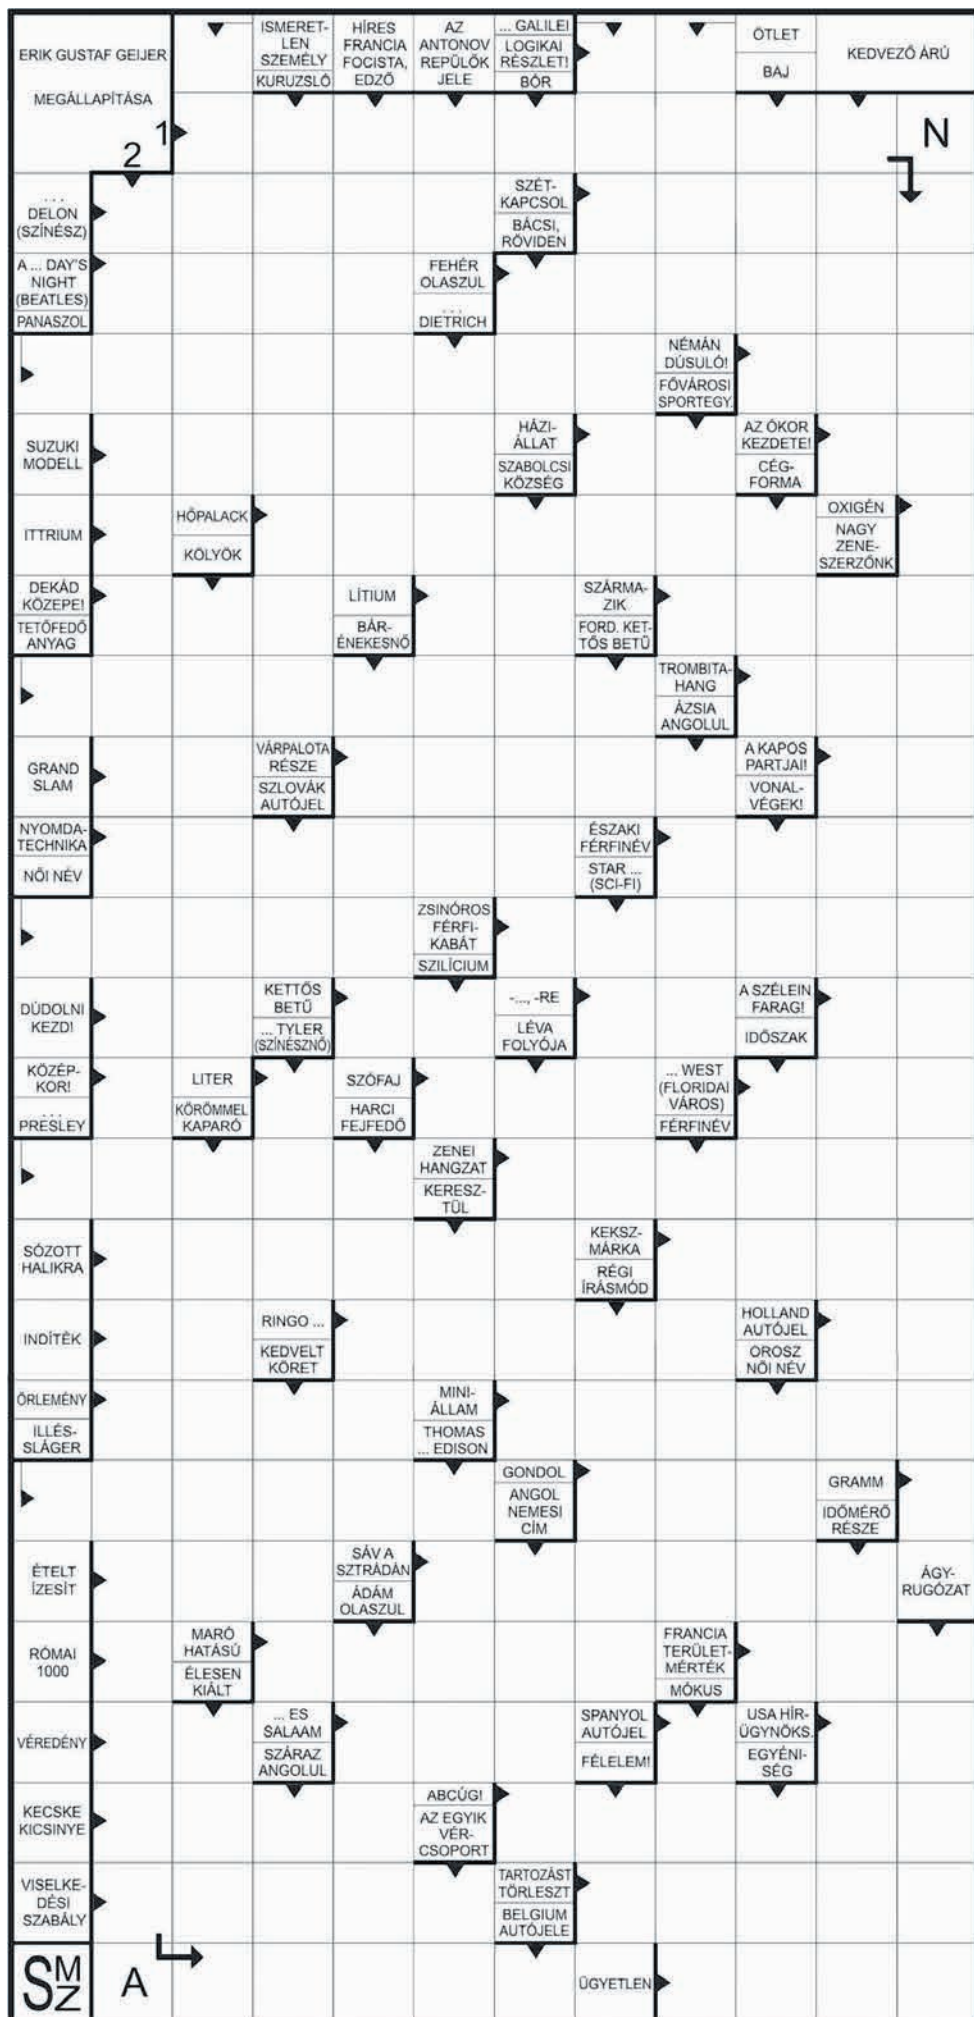 ERIK GUSTAF GEIJER
MEGÁLLAPÍTÁSA
ISMERET-
LEN
SZEMÉLY
KURUZSLÓ
HÍRES
FRANCIA
FOCISTA,
EDZŐ
AZ
ANTONOV
REPÜLŐK
JELE
... GALILEI
LOGIKAI
RÉSZLET!
BÓR
ÖTLET
BAJ
KEDVEZŐ ÁRÚ
1
N
2
...
DELON
(SZÍNÉSZ)
SZÉT-
KAPCSOL
BÁCSI,
RÖVIDEN
A ... DAY'S
NIGHT
(BEATLES)
PANASZOL
FEHÉR
OLASZUL
...
DIETRICH
NÉMÁN
DÚSULÓ!
FŐVÁROSI
SPORTEGY.
SUZUKI
MODELL
HÁZI-
ÁLLAT
SZABOLCSI
KÖZSÉG
AZ ÓKOR
KEZDETE!
CÉG-
FORMA
ITTRIUM
HŐPALACK
KÖLYÖK
OXIGÉN
NAGY
ZENE-
SZERZŐNK
DEKÁD
KÖZEPE!
TETŐFEDŐ
ANYAG
LÍTIUM
BÁR-
ÉNEKESNŐ
SZÁRMA-
ZIK
FORD. KET-
TŐS BETŰ
TROMBITA-
HANG
ÁZSIA
ANGOLUL
GRAND
SLAM
VÁRPALOTA
RÉSZE
SZLOVÁK
AUTÓJEL
A KAPOS
PARTJAI!
VONAL-
VÉGEK!
NYOMDA-
TECHNIKA
NŐI NÉV
ÉSZAKI
FÉRFINÉV
STAR ...
(SCI-FI)
ZSINÓROS
FÉRFI-
KABÁT
SZILÍCIUM
DÚDOLNI
KEZD!
KETTŐS
BETŰ
... TYLER
(SZÍNÉSZNŐ)
-..., -RE
LÉVA
FOLYÓJA
A SZÉLEIN
FARAG!
IDŐSZAK
KÖZÉP-
KOR!
...
PRESLEY
LITER
KÖRÖMMEL
KAPARÓ
SZÓFAJ
HARCI
FEJFEDŐ
... WEST
(FLORIDAI
VÁROS)
FÉRFINÉV
ZENEI
HANGZAT
KERESZ-
TÜL
SÓZOTT
HALIKRA
KEKSZ-
MÁRKA
RÉGI
ÍRÁSMÓD
INDÍTÉK
RINGO ...
KEDVELT
KÖRET
HOLLAND
AUTÓJEL
OROSZ
NŐI NÉV
ŐRLEMÉNY
ILLÉS-
SLÁGER
MINI-
ÁLLAM
THOMAS
... EDISON
GONDOL
ANGOL
NEMESI
CÍM
GRAMM
IDŐMÉRŐ
RÉSZE
ÉTELT
ÍZESÍT
SÁV A
SZTRÁDÁN
ÁDÁM
OLASZUL
ÁGY-
RUGÓZAT
RÓMAI
1000
MARÓ
HATÁSÚ
ÉLESEN
KIÁLT
FRANCIA
TERÜLET-
MÉRTÉK
MÓKUS
VÉREDÉNY
... ES
SALAAM
SZÁRAZ
ANGOLUL
SPANYOL
AUTÓJEL
FÉLELEM!
USA HÍR-
ÜGYNÖKS.
EGYÉNI-
SÉG
KECSKE
KICSINYE
ABCÚG!
AZ EGYIK
VÉR-
CSOPORT
VISELKE-
DÉSI
SZABÁLY
TARTOZÁST
TÖRLESZT
BELGIUM
AUTÓJELE
SMZ
A
ÜGYETLEN